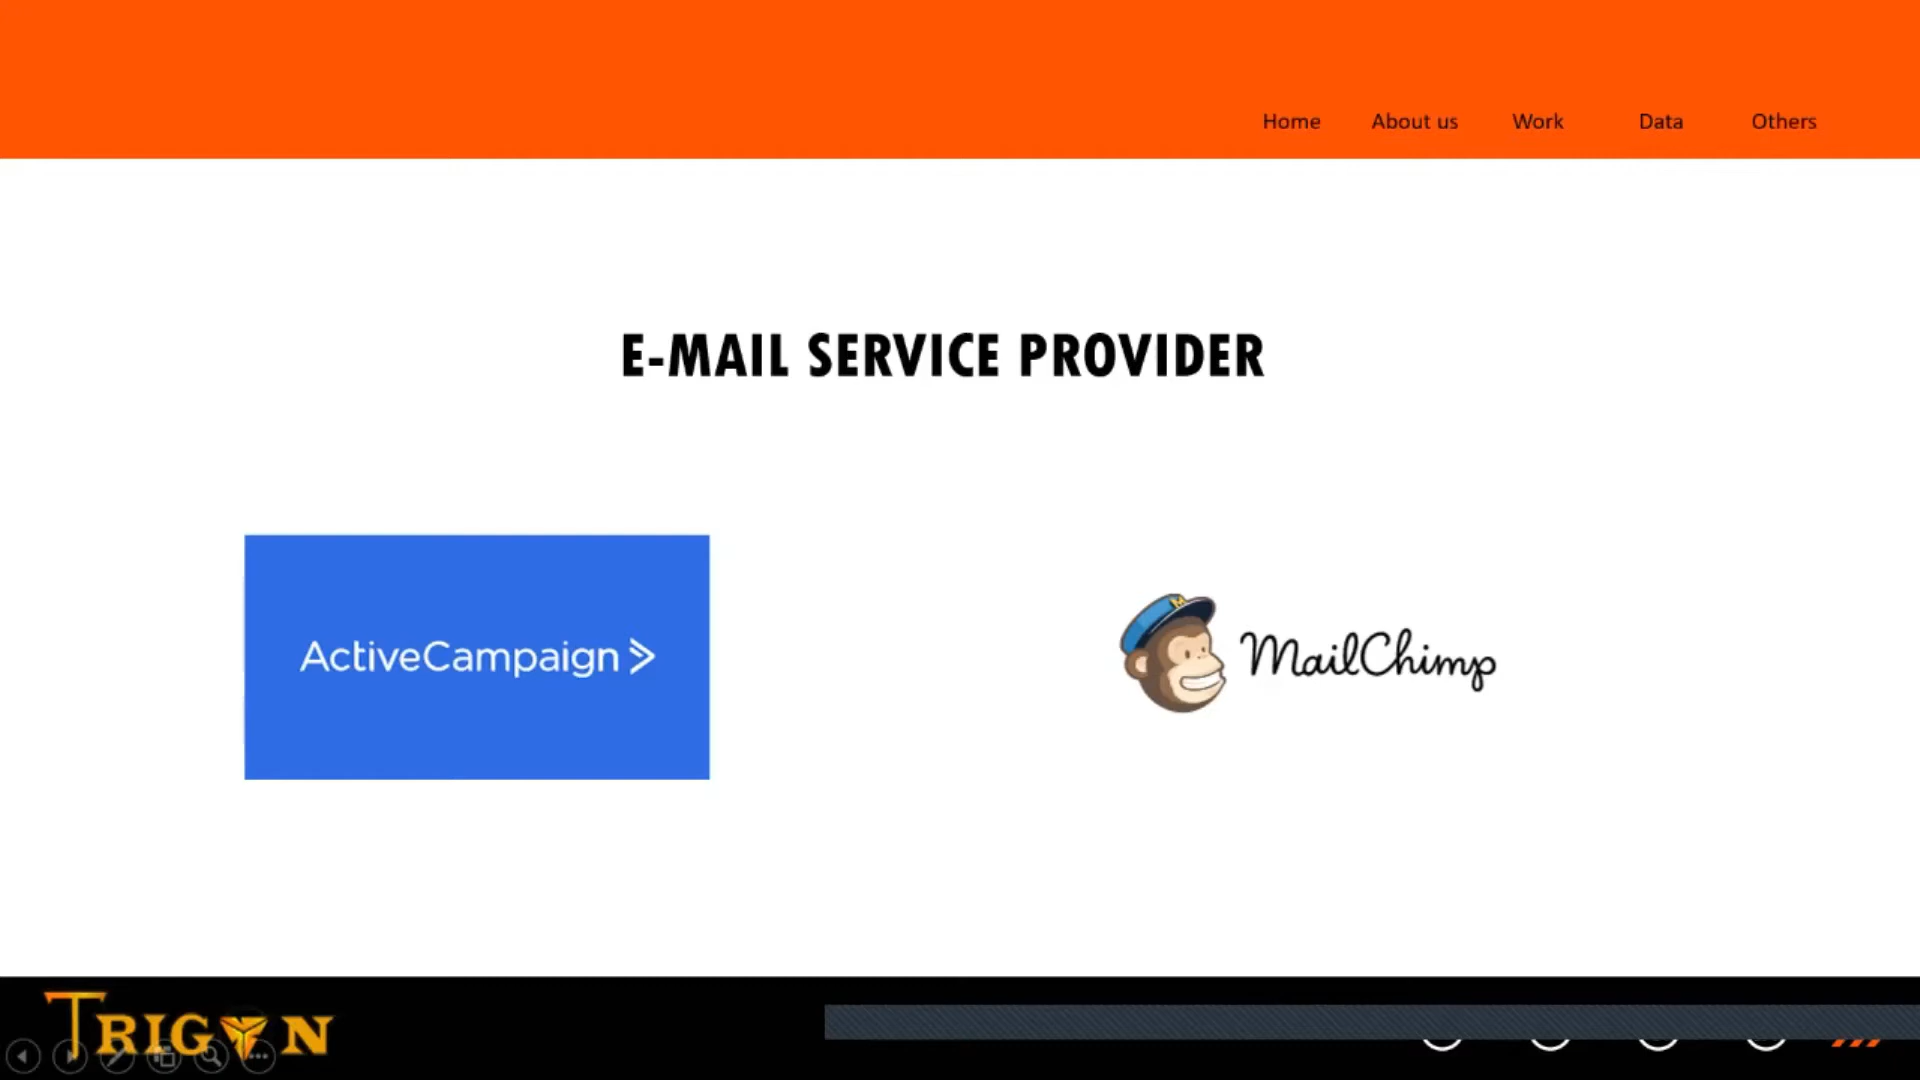 Home About us Work Data Others
E-MAIL SERVICE PROVIDER
ActiveCampaign
MailChimp
TRIGON